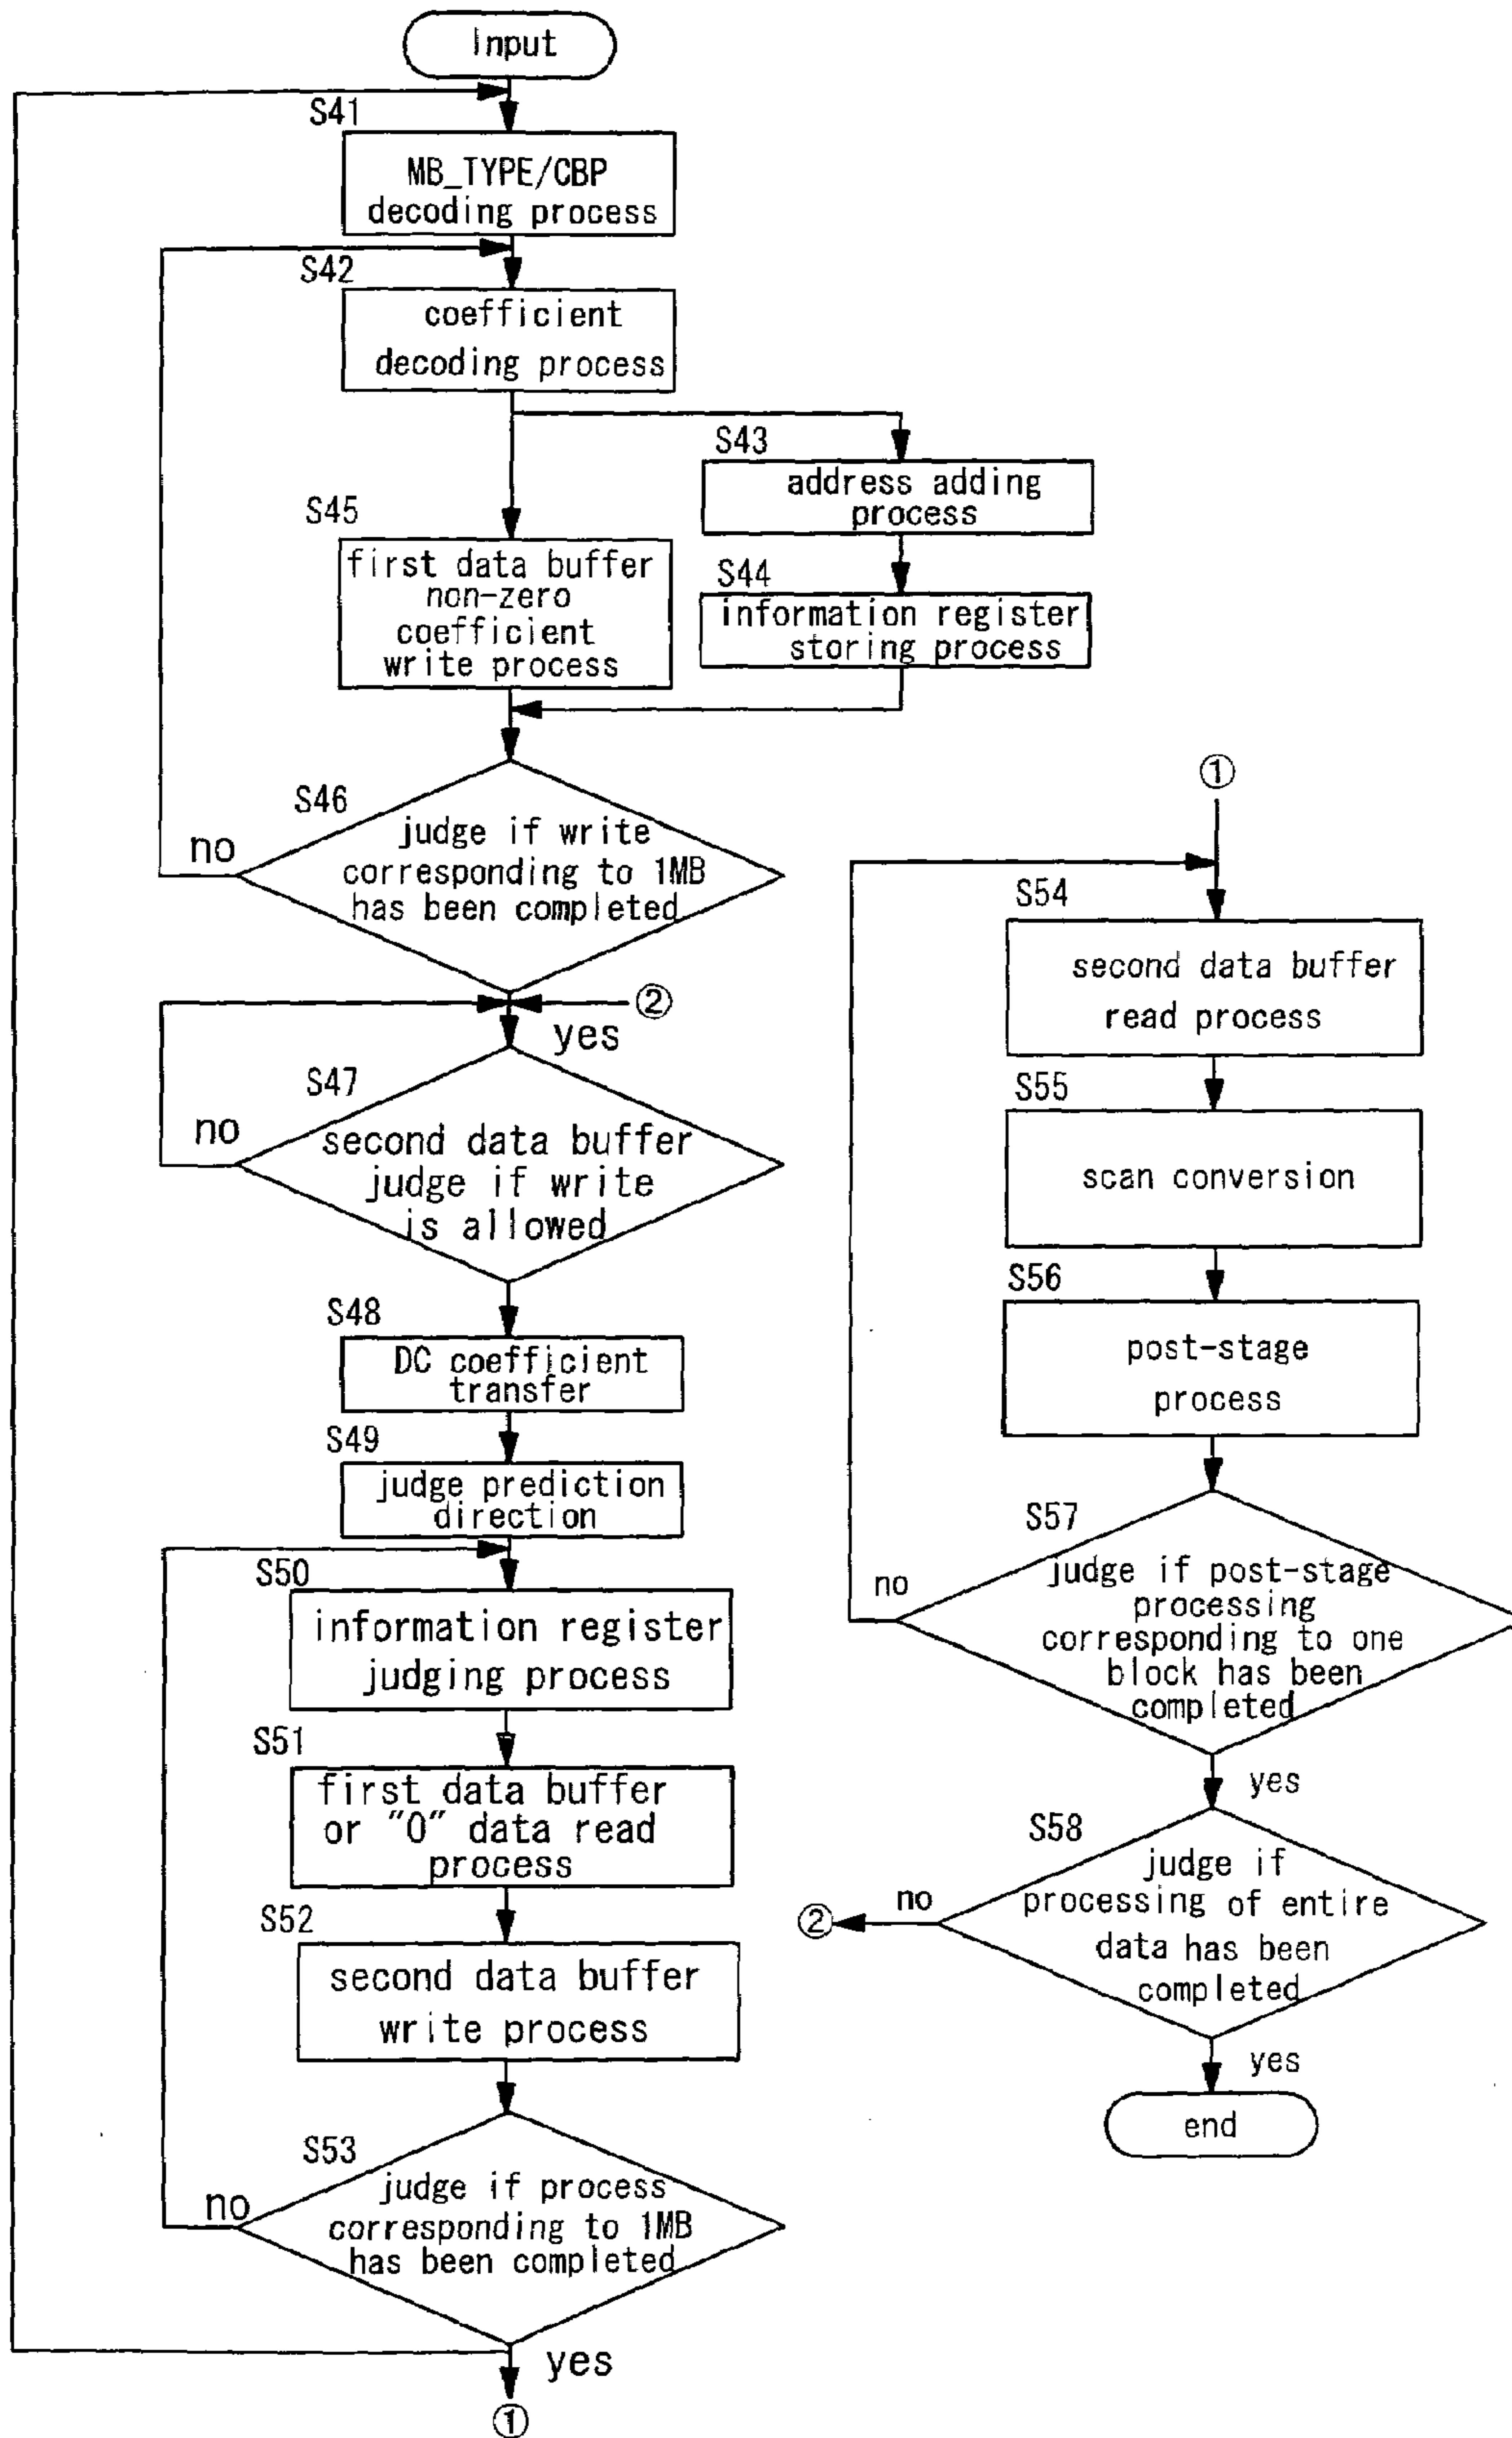 Input
S41
MB_TYPE/CBP
decoding process
S42
coefficient
decoding process
S43
address adding
process
S45
first data buffer
non-zero
coefficient
write process
S44
information register
storing process
S46
judge if write
corresponding to 1MB
has been completed
no
②
yes
S47
second data buffer
judge if write
is allowed
no
S48
DC coefficient
transfer
S49
judge prediction
direction
S50
information register
judging process
S51
first data buffer
or "0" data read
process
S52
second data buffer
write process
S53
judge if process
corresponding to 1MB
has been completed
no
yes
①
①
S54
second data buffer
read process
S55
scan conversion
S56
post-stage
process
S57
judge if post-stage
processing
corresponding to one
block has been
completed
no
yes
S58
judge if
processing of entire
data has been
completed
no
②
yes
end